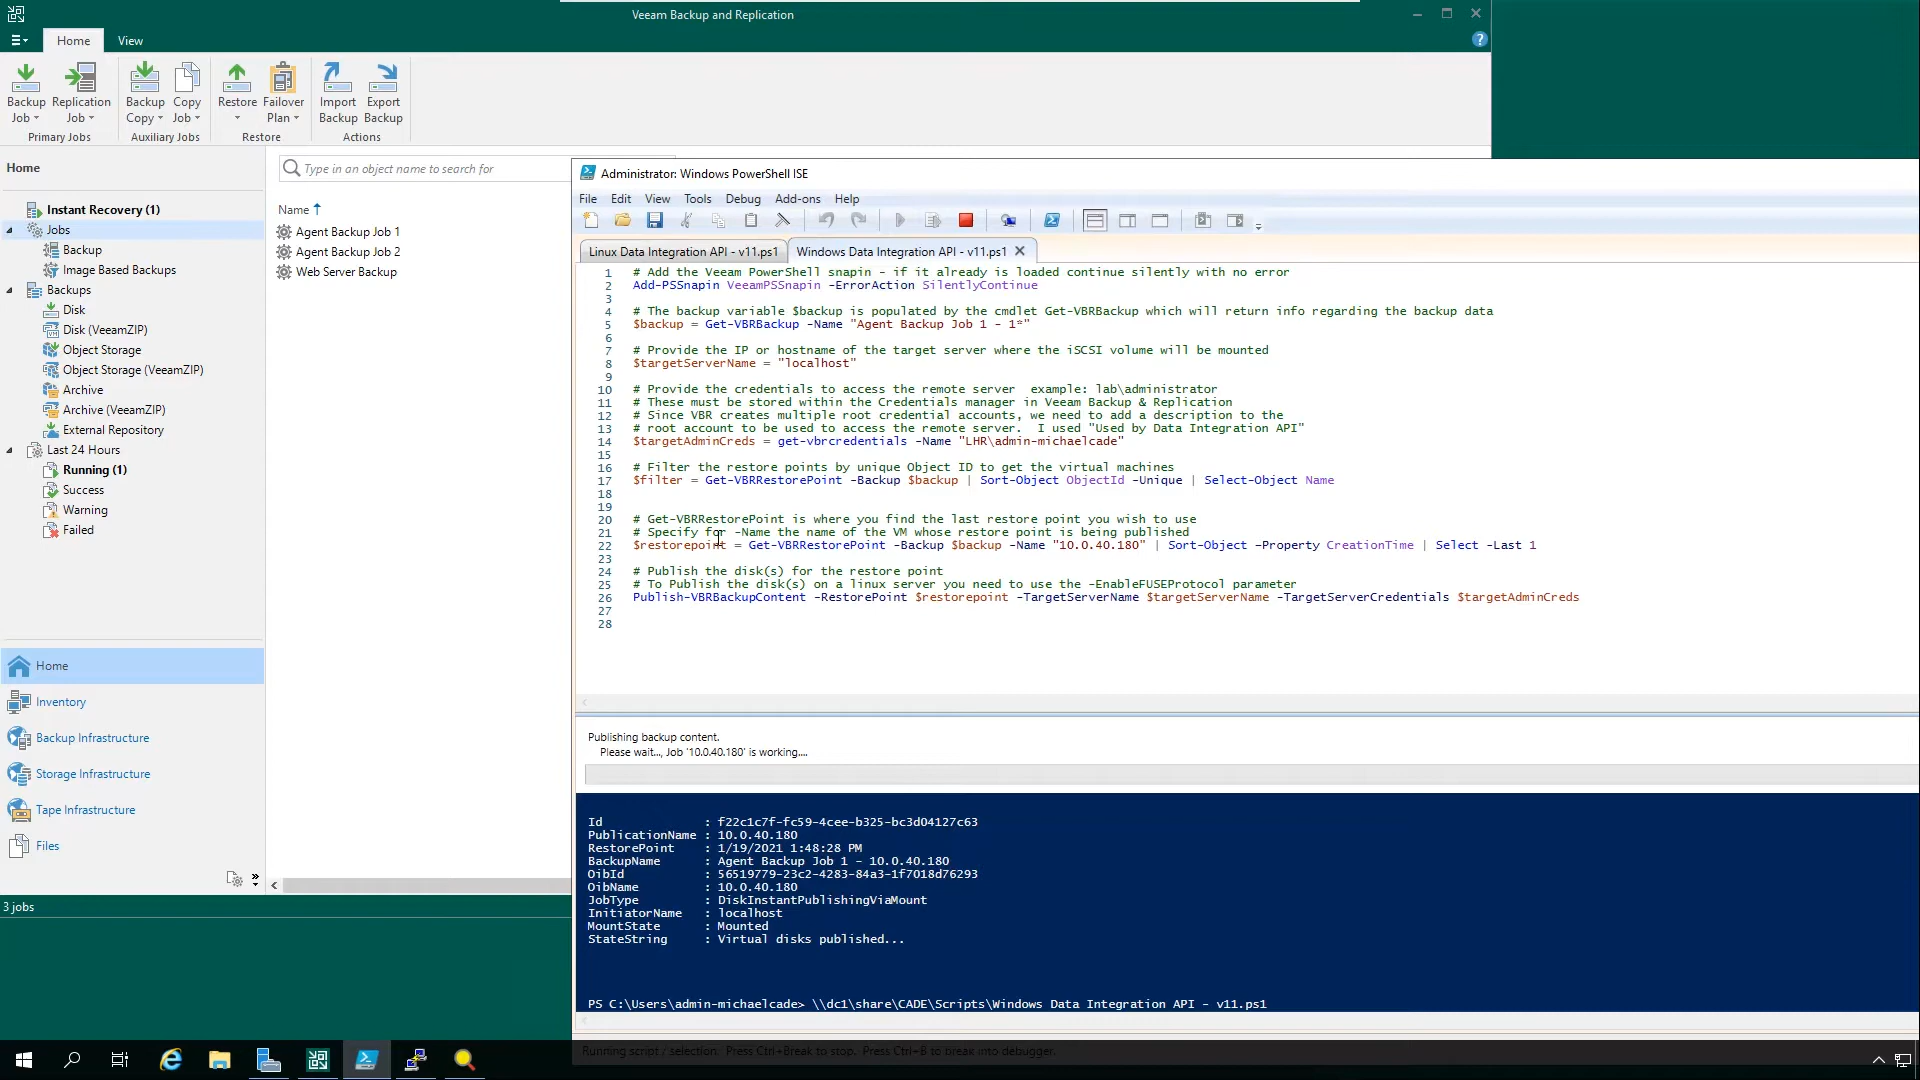 Veeam Backup and Replication
Home
View
Backup Job
Replication Job
Primary Jobs
Backup Copy
Copy Job
Auxiliary Jobs
Restore
Failover Plan
Restore
Import Backup
Export Backup
Actions
Home
Instant Recovery (1)
Jobs
Backup
Image Based Backups
Backups
Disk
Disk (VeeamZIP)
Object Storage
Object Storage (VeeamZIP)
Archive
Archive (VeeamZIP)
External Repository
Last 24 Hours
Running (1)
Success
Warning
Failed
Home
Inventory
Backup Infrastructure
Storage Infrastructure
Tape Infrastructure
Files
3 jobs
Type in an object name to search for
Name
Agent Backup Job 1
Agent Backup Job 2
Web Server Backup
Administrator: Windows PowerShell ISE
File Edit View Tools Debug Add-ons Help
Linux Data Integration API - v11.ps1
Windows Data Integration API - v11.ps1
1 # Add the Veeam PowerShell snapin - if it already is loaded continue silently with no error
2 Add-PSSnapin VeeamPSSnapin -ErrorAction SilentlyContinue
3
4 # The backup variable $backup is populated by the cmdlet Get-VBRBackup which will return info regarding the backup data
5 $backup = Get-VBRBackup -Name "Agent Backup Job 1 - 1*"
6
7 # Provide the IP or hostname of the target server where the iSCSI volume will be mounted
8 $targetServerName = "localhost"
9
10 # Provide the credentials to access the remote server  example: lab\administrator
11 # These must be stored within the Credentials manager in Veeam Backup & Replication
12 # Since VBR creates multiple root credential accounts, we need to add a description to the
13 # root account to be used to access the remote server.  I used "Used by Data Integration API"
14 $targetAdminCreds = get-vbrcredentials -Name "LHR\admin-michaelcade"
15
16 # Filter the restore points by unique Object ID to get the virtual machines
17 $filter = Get-VBRRestorePoint -Backup $backup | Sort-Object ObjectId -Unique | Select-Object Name
18
19
20 # Get-VBRRestorePoint is where you find the last restore point you wish to use
21 # Specify for -Name the name of the VM whose restore point is being published
22 $restorepoint = Get-VBRRestorePoint -Backup $backup -Name "10.0.40.180" | Sort-Object -Property CreationTime | Select -Last 1
23
24 # Publish the disk(s) for the restore point
25 # To Publish the disk(s) on a linux server you need to use the -EnableFUSEProtocol parameter
26 Publish-VBRBackupContent -RestorePoint $restorepoint -TargetServerName $targetServerName -TargetServerCredentials $targetAdminCreds
27
28
Publishing backup content.
Please wait..., Job '10.0.40.180' is working....
Id : f22c1c7f-fc59-4cee-b325-bc3d04127c63
PublicationName : 10.0.40.180
RestorePoint : 1/19/2021 1:48:28 PM
BackupName : Agent Backup Job 1 - 10.0.40.180
OibId : 56519779-23c2-4283-84a3-1f7018d76293
OibName : 10.0.40.180
JobType : DiskInstantPublishingViaMount
InitiatorName : localhost
MountState : Mounted
StateString : Virtual disks published...
PS C:\Users\admin-michaelcade> \\dc1\share\CADE\Scripts\Windows Data Integration API - v11.ps1
Running script / selection.  Press Ctrl+Break to stop.  Press Ctrl+B to break into debugger.